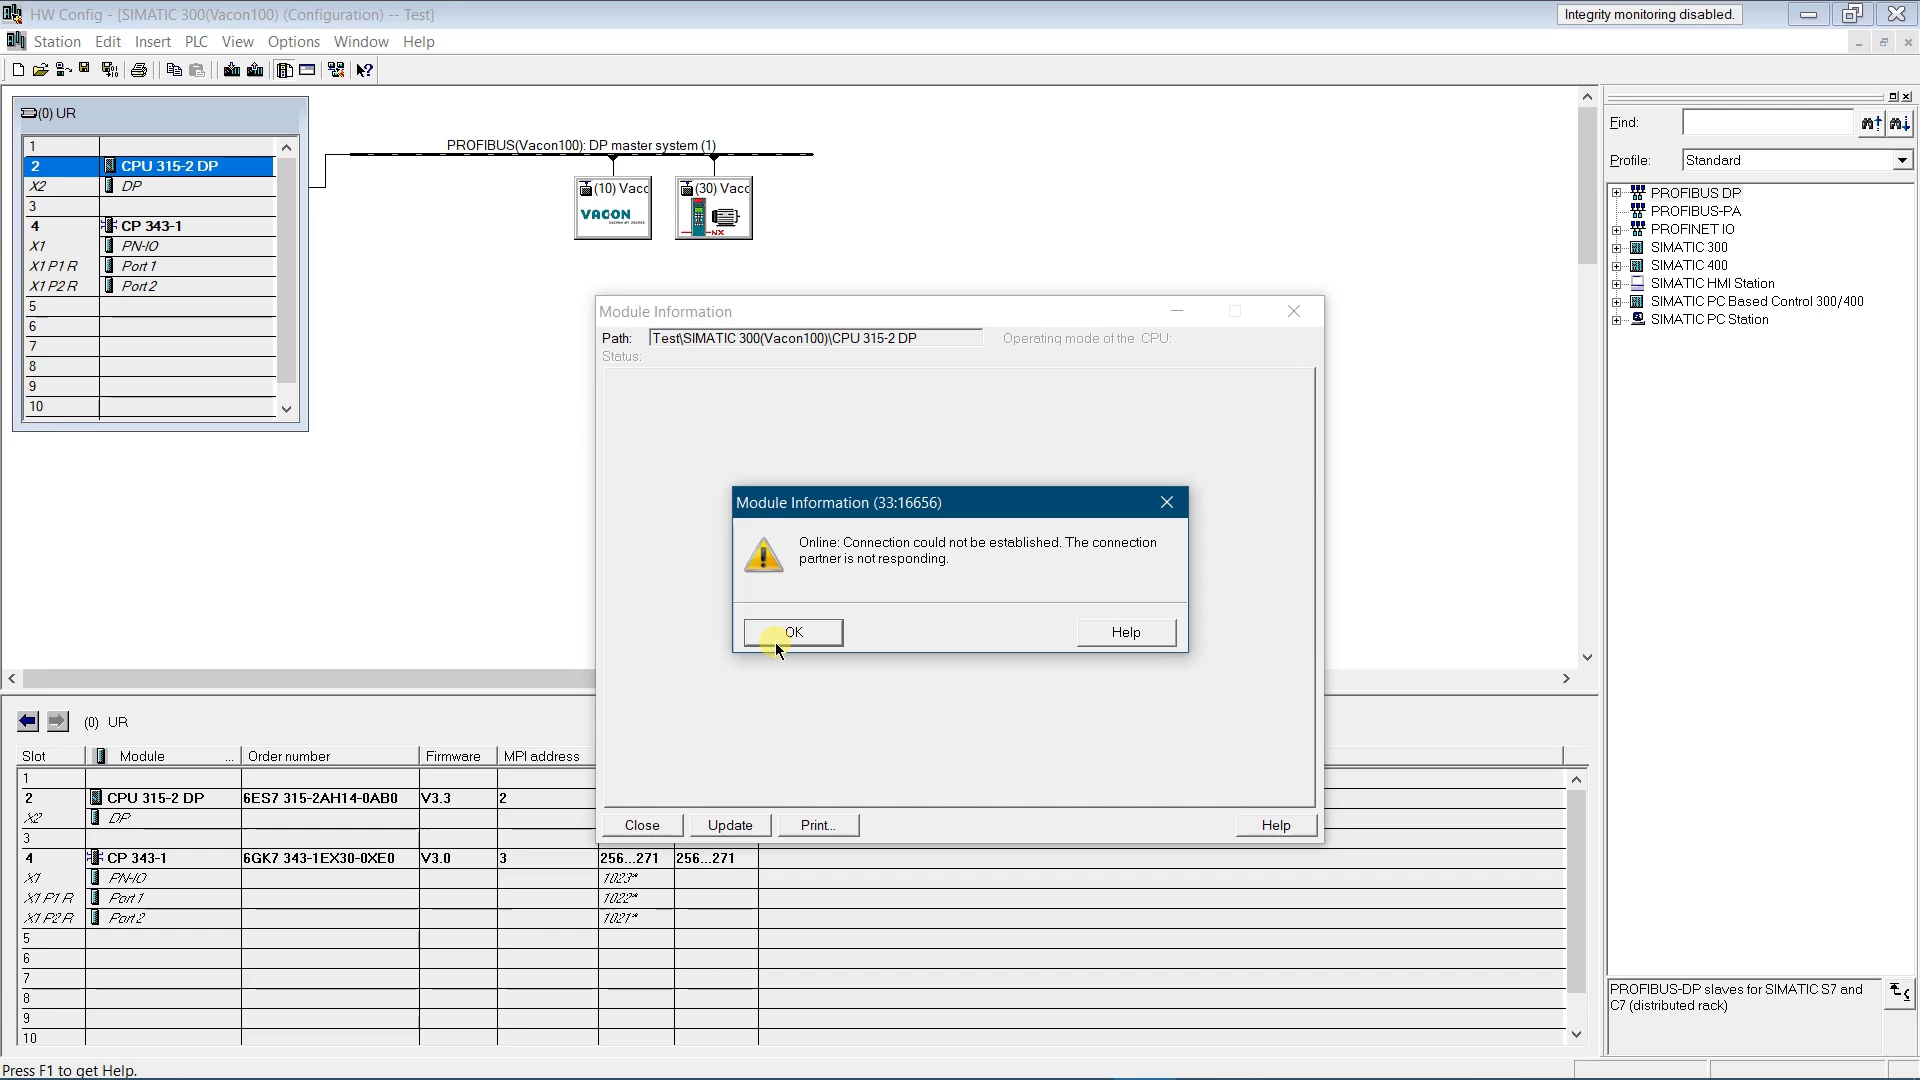 HW Config - [SIMATIC 300(Vacon100) (Configuration) -- Test]
Integrity monitoring disabled.
Station Edit Insert PLC View Options Window Help
(0) UR
1
2 CPU 315-2 DP
X2 DP
3
4 CP 343-1
X1 PN-IO
X1 P1 R Port 1
X1 P2 R Port 2
5
6
7
8
9
10
PROFIBUS(Vacon100): DP master system (1)
(10) Vacc
VACON
(30) Vacc
NX
Find:
Profile: Standard
PROFIBUS DP
PROFIBUS-PA
PROFINET IO
SIMATIC 300
SIMATIC 400
SIMATIC HMI Station
SIMATIC PC Based Control 300/400
SIMATIC PC Station
Module Information
Path: Test\SIMATIC 300(Vacon100)\CPU 315-2 DP Operating mode of the CPU:
Status:
Module Information (33:16656)
Online: Connection could not be established. The connection
partner is not responding.
OK Help
Close Update Print... Help
(0) UR
Slot Module ... Order number Firmware MPI address
1
2 CPU 315-2 DP 6ES7 315-2AH14-0AB0 V3.3 2
X2 DP
3
4 CP 343-1 6GK7 343-1EX30-0XE0 V3.0 3 256...271 256...271
X1 PN-IO 1023*
X1 P1 R Port 1 1022*
X1 P2 R Port 2 1021*
5
6
7
8
9
10
PROFIBUS-DP slaves for SIMATIC S7 and
C7 (distributed rack)
Press F1 to get Help.